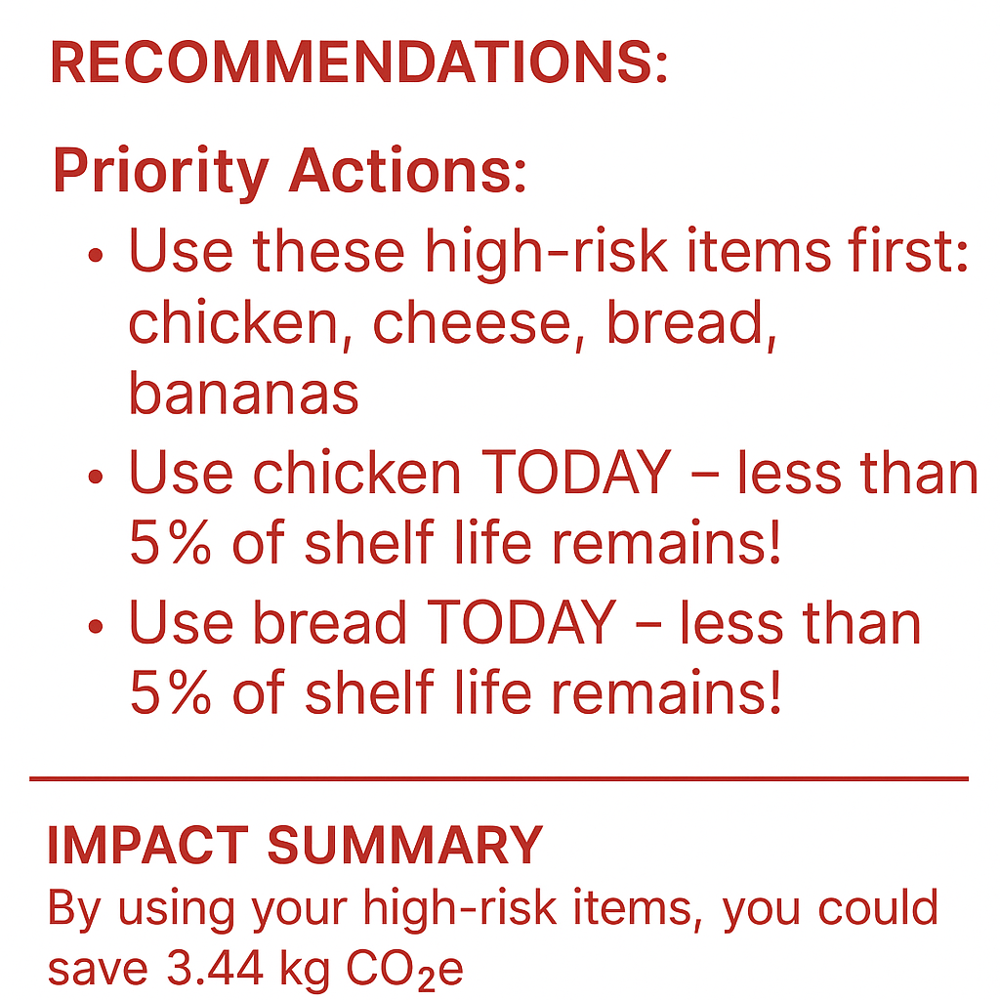 RECOMMENDATIONS:
Priority Actions:
• Use these high-risk items first:
chicken, cheese, bread,
bananas
• Use chicken TODAY – less than
5% of shelf life remains!
• Use bread TODAY – less than
5% of shelf life remains!
IMPACT SUMMARY
By using your high-risk items, you could
save 3.44 kg CO₂e